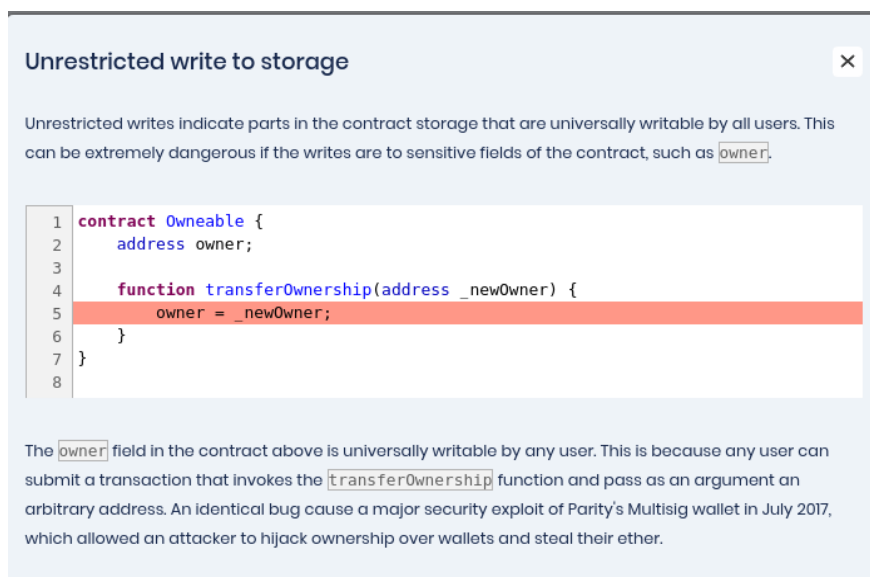 Unrestricted write to storage
Unrestricted writes indicate parts in the contract storage that are universally writable by all users. This
can be extremely dangerous if the writes are to sensitive fields of the contract, such as owner.
1 contract Owneable {
2     address owner;
3
4     function transferOwnership(address _newOwner) {
5         owner = _newOwner;
6     }
7 }
8
The owner field in the contract above is universally writable by any user. This is because any user can
submit a transaction that invokes the transferOwnership function and pass as an argument an
arbitrary address. An identical bug cause a major security exploit of Parity's Multisig wallet in July 2017,
which allowed an attacker to hijack ownership over wallets and steal their ether.